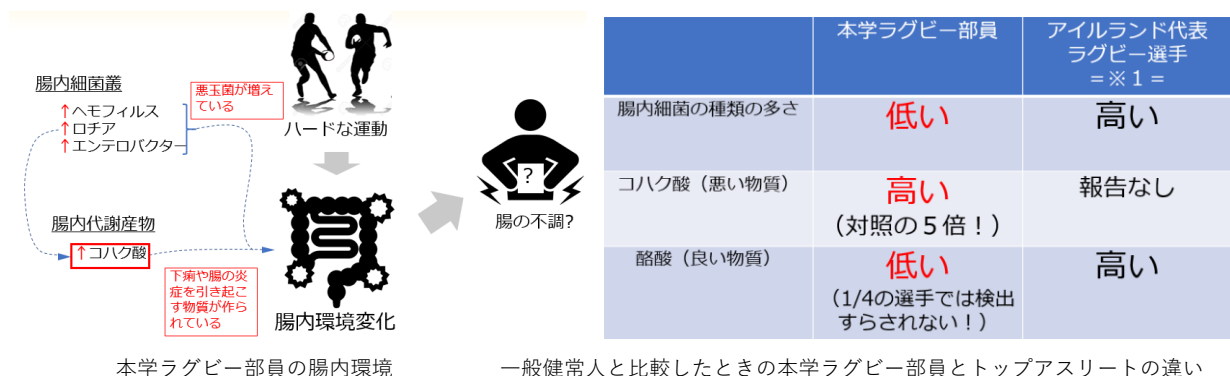 腸内細菌叢
↑ヘモフィルス
↑ロチア
↑エンテロバクター
悪玉菌が増え
ている
ハードな運動
腸内代謝産物
↑コハク酸
下痢や腸の炎
症を引き起こ
す物質が作ら
れている
腸内環境変化
?
腸の不調?
本学ラグビー部員の腸内環境
本学ラグビー部員
アイルランド代表
ラグビー選手
=※1=
腸内細菌の種類の多さ
低い
高い
コハク酸（悪い物質）
高い
（対照の５倍！）
報告なし
酪酸（良い物質）
低い
（1/4の選手では検出
すらされない！）
高い
一般健常人と比較したときの本学ラグビー部員とトップアスリートの違い